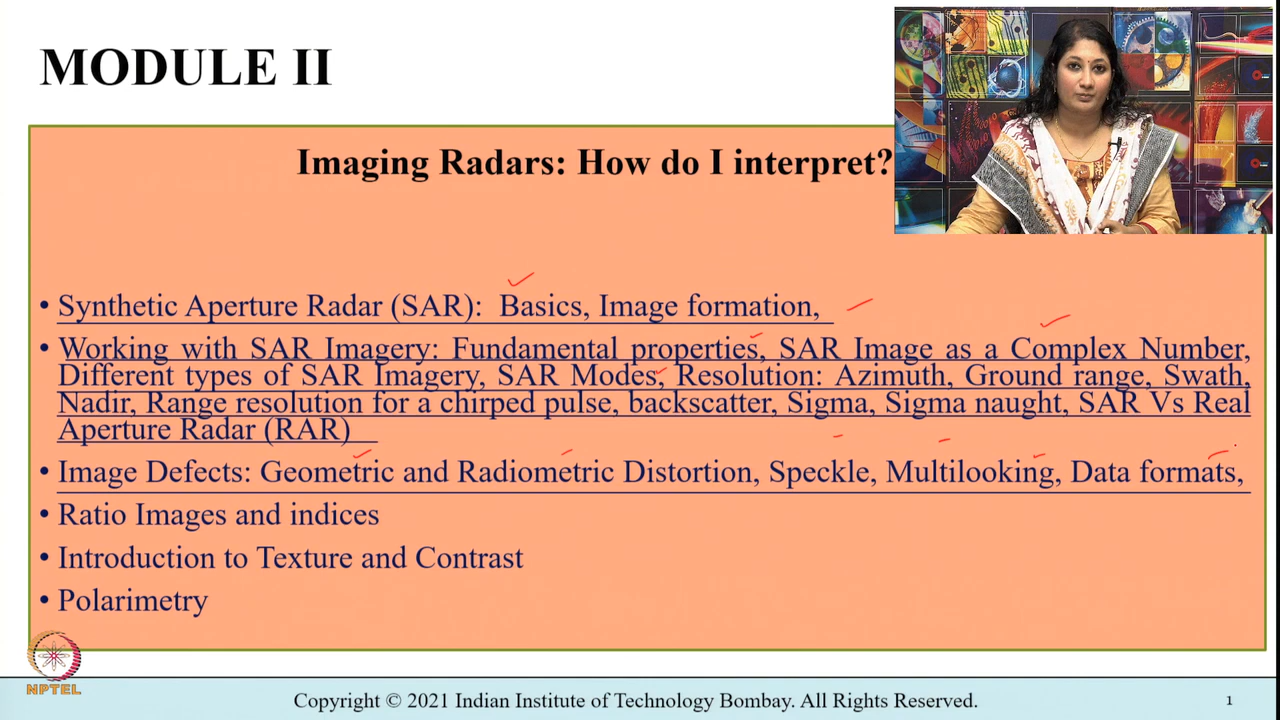 MODULE II
Imaging Radars: How do I interpret?
• Synthetic Aperture Radar (SAR): Basics, Image formation,
• Working with SAR Imagery: Fundamental properties, SAR Image as a Complex Number,
Different types of SAR Imagery, SAR Modes, Resolution: Azimuth, Ground range, Swath,
Nadir, Range resolution for a chirped pulse, backscatter, Sigma, Sigma naught, SAR Vs Real
Aperture Radar (RAR)
• Image Defects: Geometric and Radiometric Distortion, Speckle, Multilooking, Data formats,
• Ratio Images and indices
• Introduction to Texture and Contrast
• Polarimetry
NPTEL
Copyright © 2021 Indian Institute of Technology Bombay. All Rights Reserved.
1